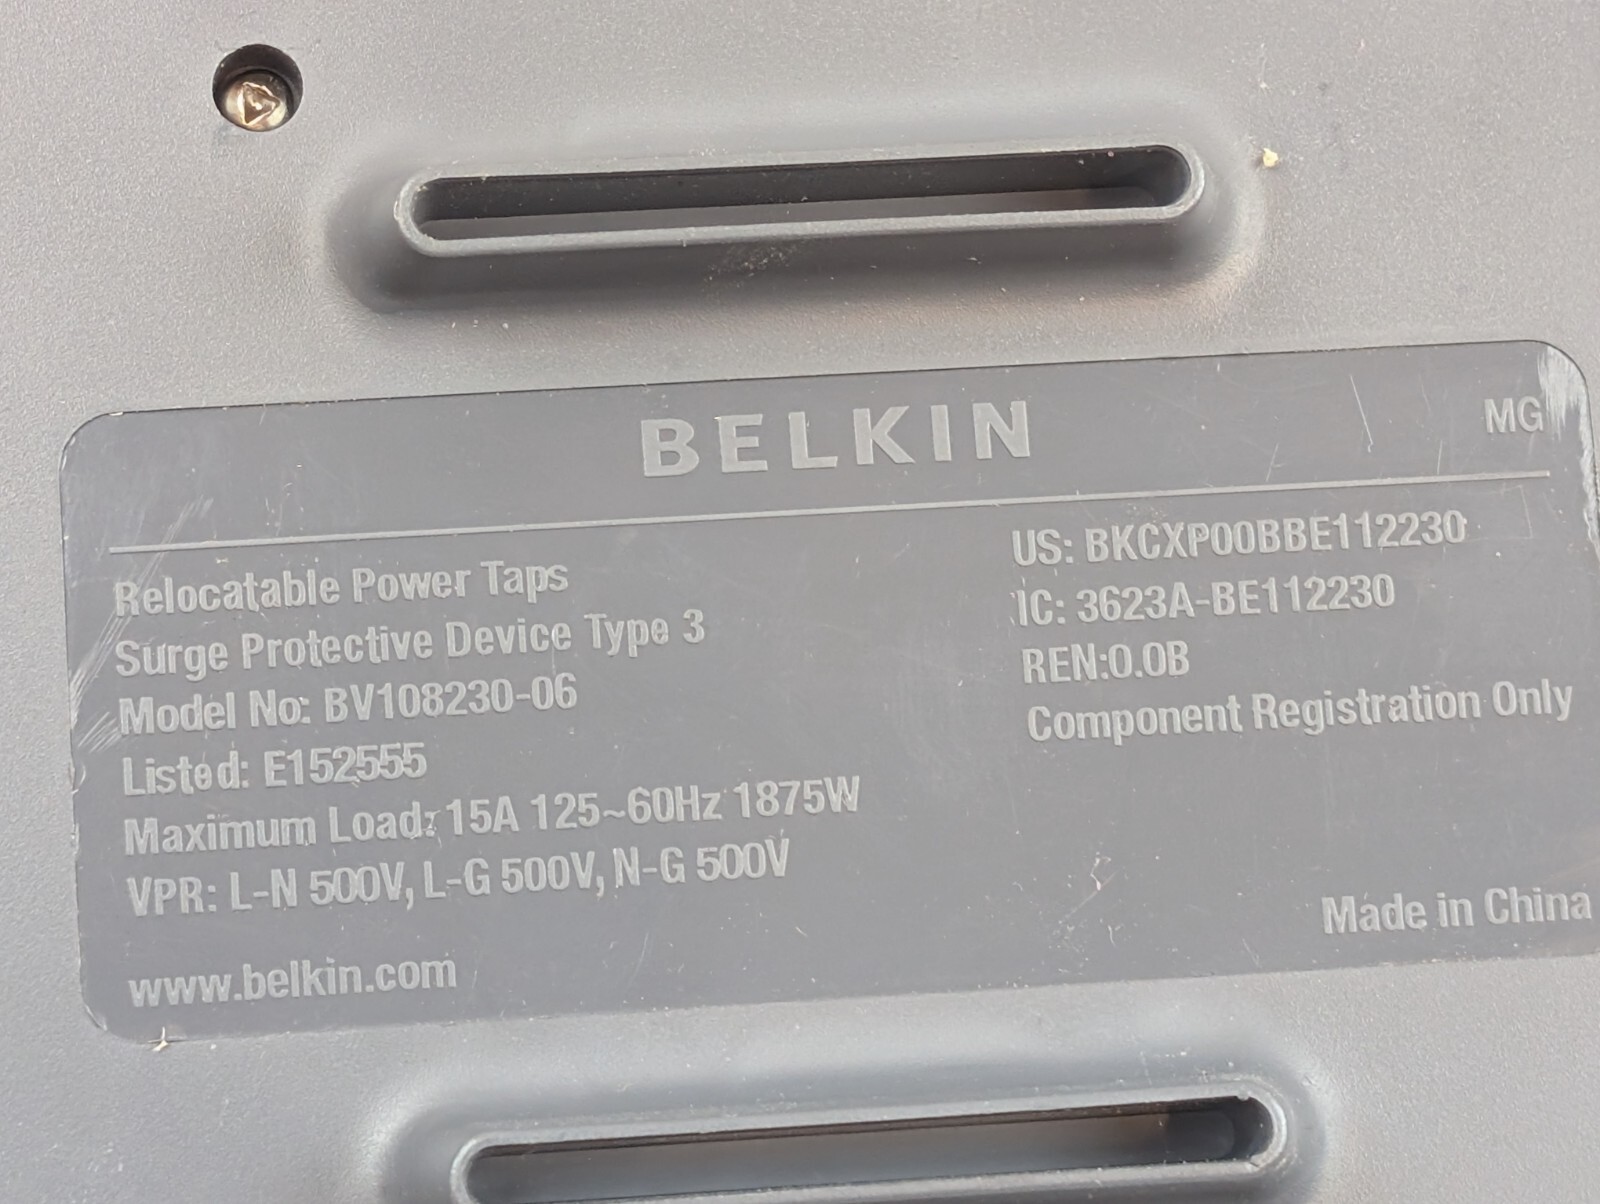 BELKIN
MG
Relocatable Power Taps
Surge Protective Device Type 3
Model No: BV108230-06
Listed: E152555
Maximum Load: 15A 125~60Hz 1875W
VPR: L-N 500V, L-G 500V, N-G 500V
www.belkin.com
US: BKCXP00BBE112230
IC: 3623A-BE112230
REN:0.0B
Component Registration Only
Made in China